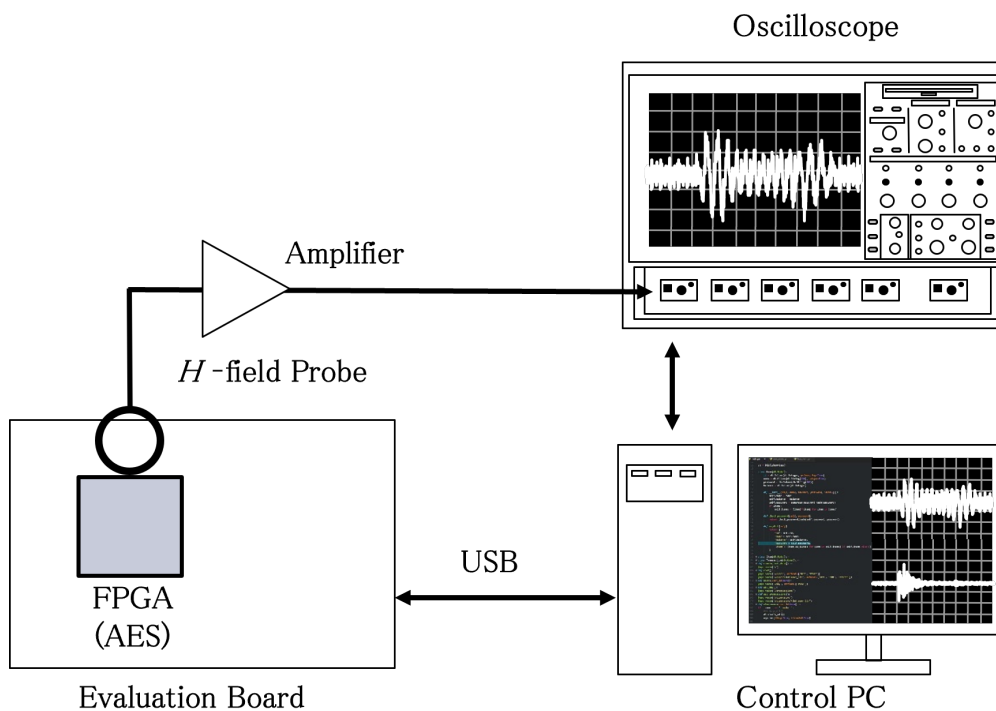 Oscilloscope
Amplifier
H-field Probe
USB
FPGA
(AES)
Evaluation Board
Control PC